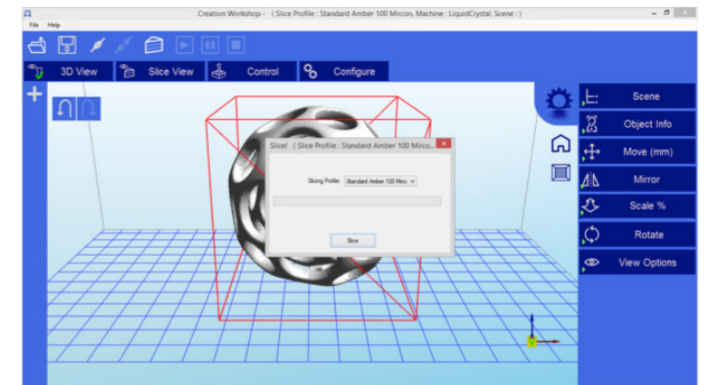 Creation Workshop - ( Slice Profile : Standard Amber 100 Mircon, Machine : LiquidCrystal, Scene : )
File Help
3D View Slice View Control Configure
Scene
Object Info
Move (mm)
Mirror
Scale %
Rotate
View Options
Slice! ( Slice Profile : Standard Amber 100 Mirco...
Slicing Profile: Standard Amber 100 Mirc
Slice